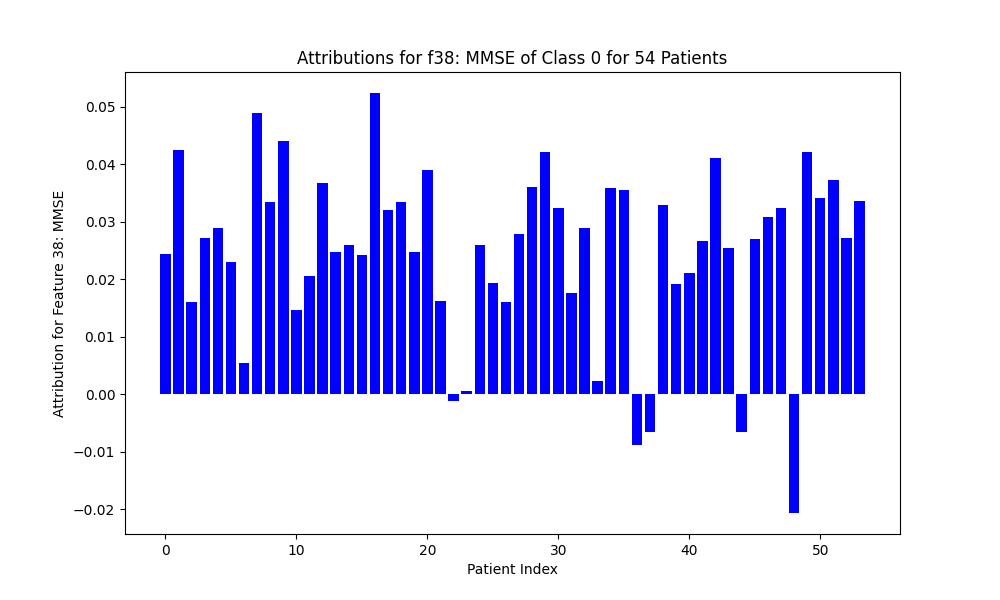 Attributions for f38: MMSE of Class 0 for 54 Patients
Attribution for Feature 38: MMSE
0.05
0.04
0.03
0.02
0.01
0.00
−0.01
−0.02
0 10 20 30 40 50
Patient Index